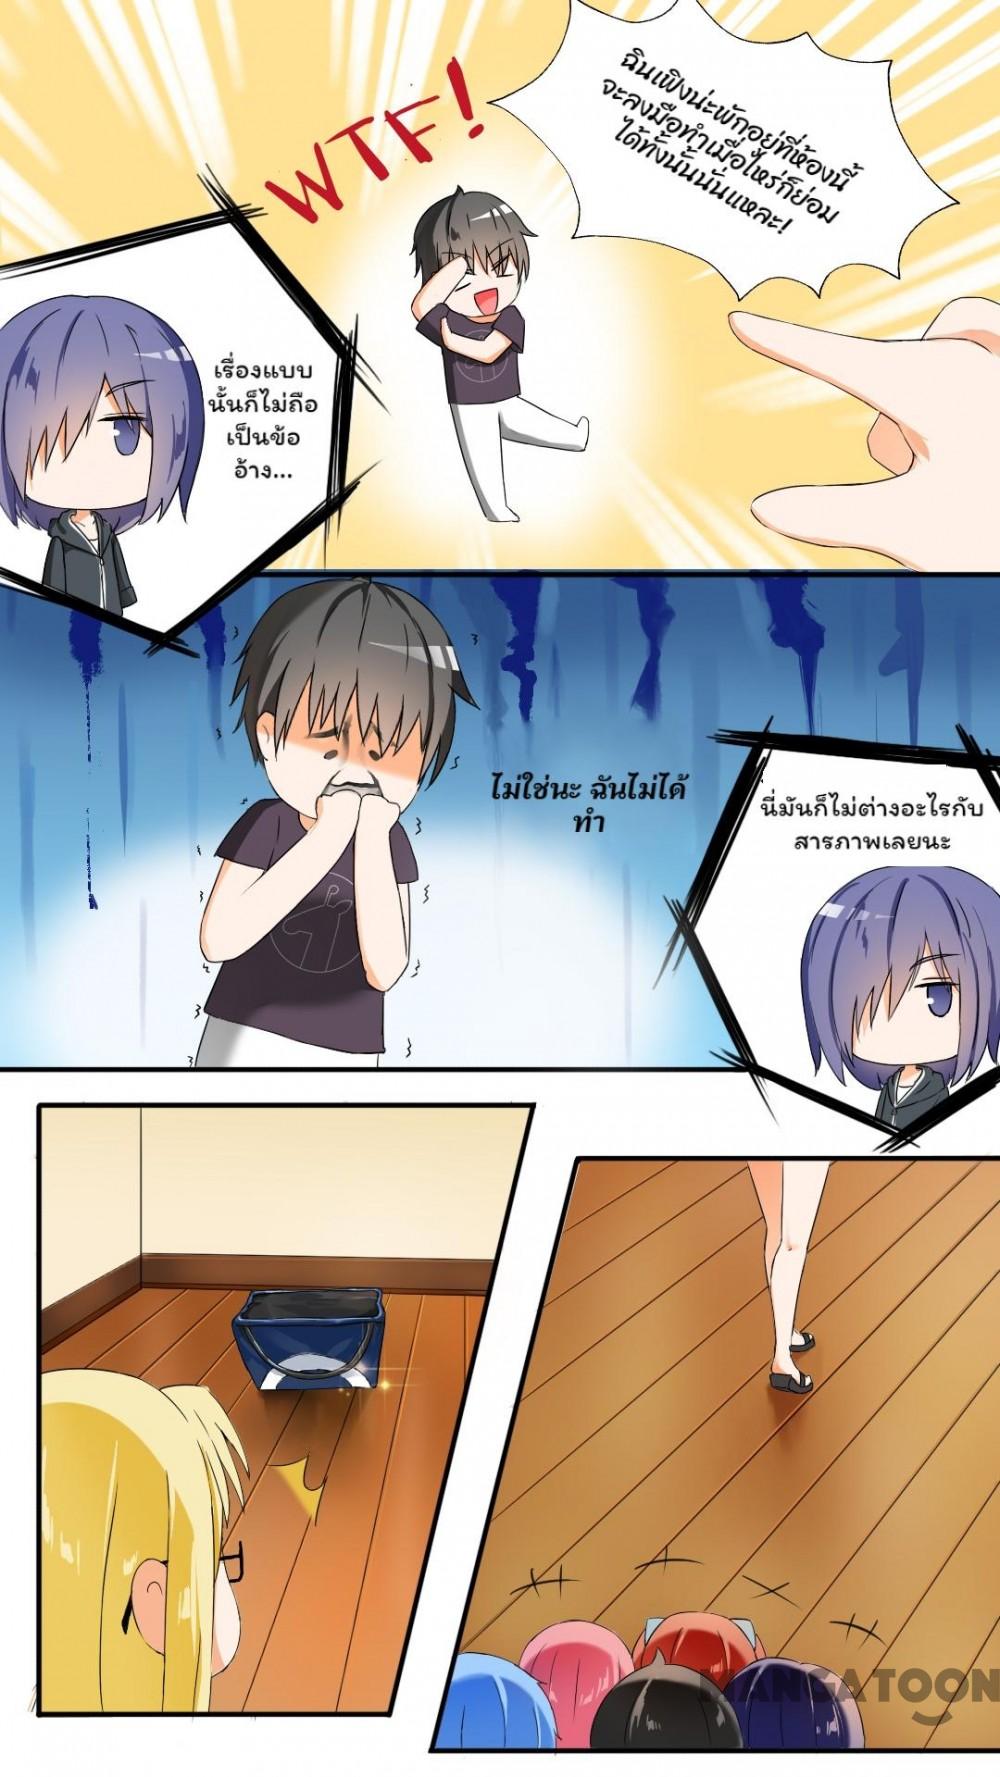 ฉินเฟิงน่ะพักอยู่ที่ห้องนี้
จะลงมือทำเมื่อไหร่ก็ย่อม
ได้ทั้งนั้นนั่นแหละ!
WTF!
เรื่องแบบ
นั้นก็ไม่ถือ
เป็นข้อ
อ้าง...
ไม่ใช่นะ ฉันไม่ได้
ทำ
นี่มันก็ไม่ต่างอะไรกับ
สารภาพเลยนะ
MANGATOON